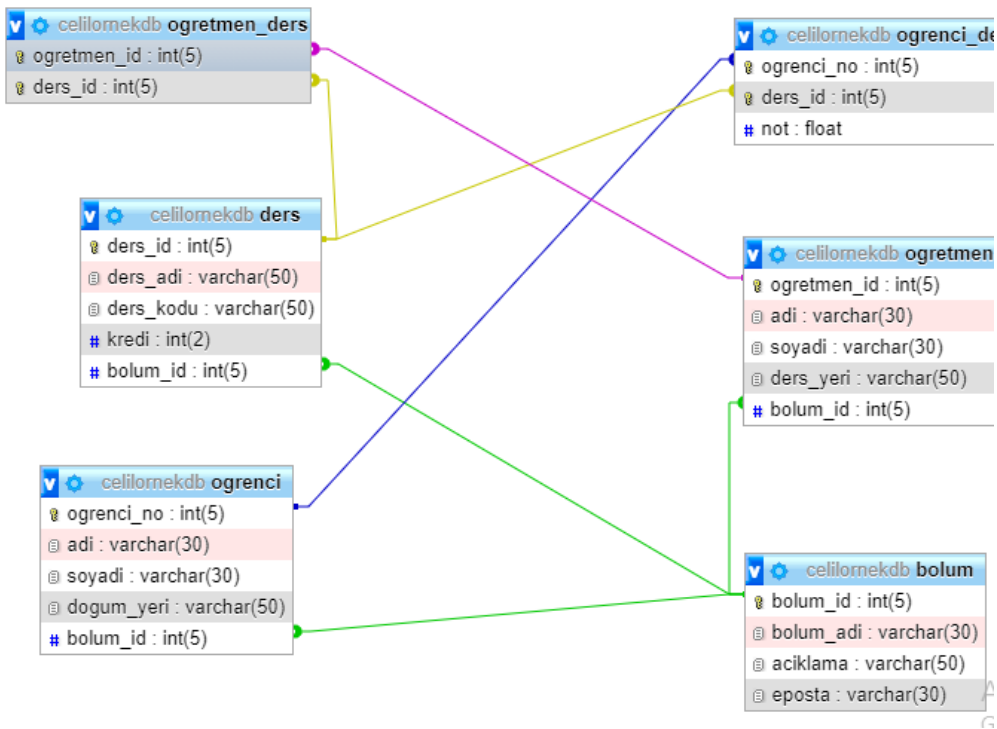 celilornekdb ogretmen_ders
ogretmen_id : int(5)
ders_id : int(5)
celilornekdb ogrenci_de
ogrenci_no : int(5)
ders_id : int(5)
# not : float
celilornekdb ders
ders_id : int(5)
ders_adi : varchar(50)
ders_kodu : varchar(50)
# kredi : int(2)
# bolum_id : int(5)
celilornekdb ogretmen
ogretmen_id : int(5)
adi : varchar(30)
soyadi : varchar(30)
ders_yeri : varchar(50)
# bolum_id : int(5)
celilornekdb ogrenci
ogrenci_no : int(5)
adi : varchar(30)
soyadi : varchar(30)
dogum_yeri : varchar(50)
# bolum_id : int(5)
celilornekdb bolum
bolum_id : int(5)
bolum_adi : varchar(30)
aciklama : varchar(50)
eposta : varchar(30)